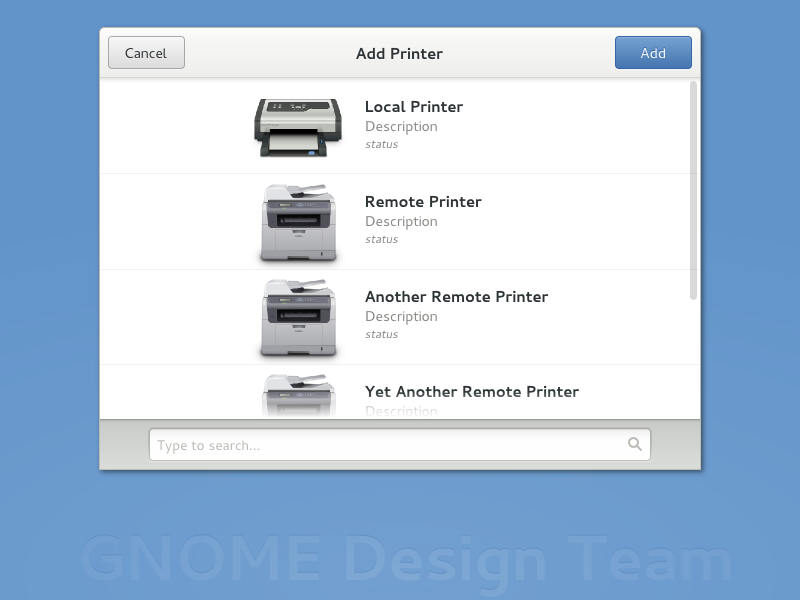 Cancel
Add Printer
Add
Local Printer
Description
status
Remote Printer
Description
status
Another Remote Printer
Description
status
Yet Another Remote Printer
Description
Type to search...
GNOME Design Team